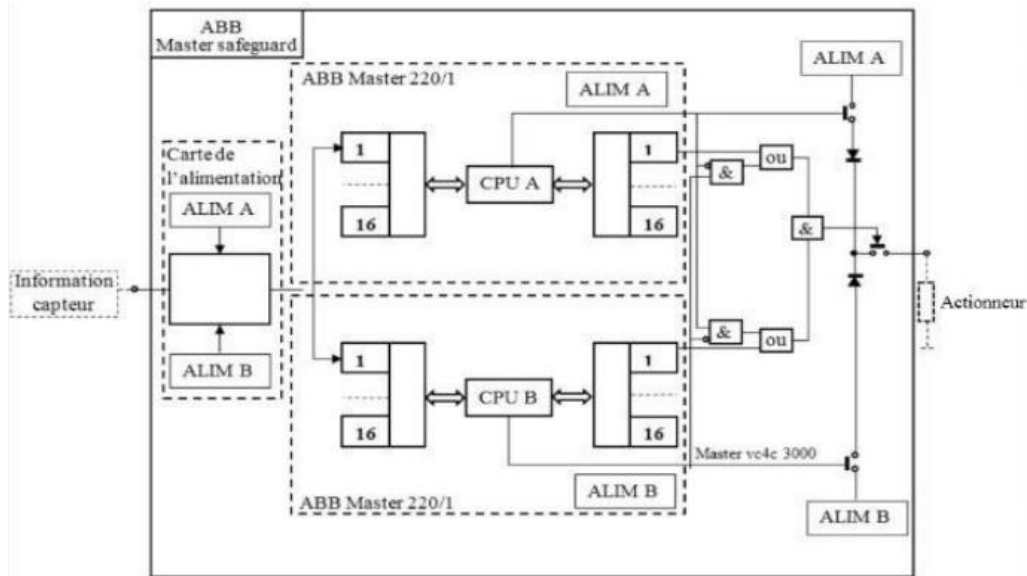 ABB
Master safeguard
ABB Master 220/1
ALIM A
ALIM A
Carte de
l'alimentation
ALIM A
1
16
CPU A
1
16
ou
&
&
Information
capteur
Actionneur
ALIM B
1
16
CPU B
1
16
&
ou
Master vc4c 3000
ABB Master 220/1
ALIM B
ALIM B